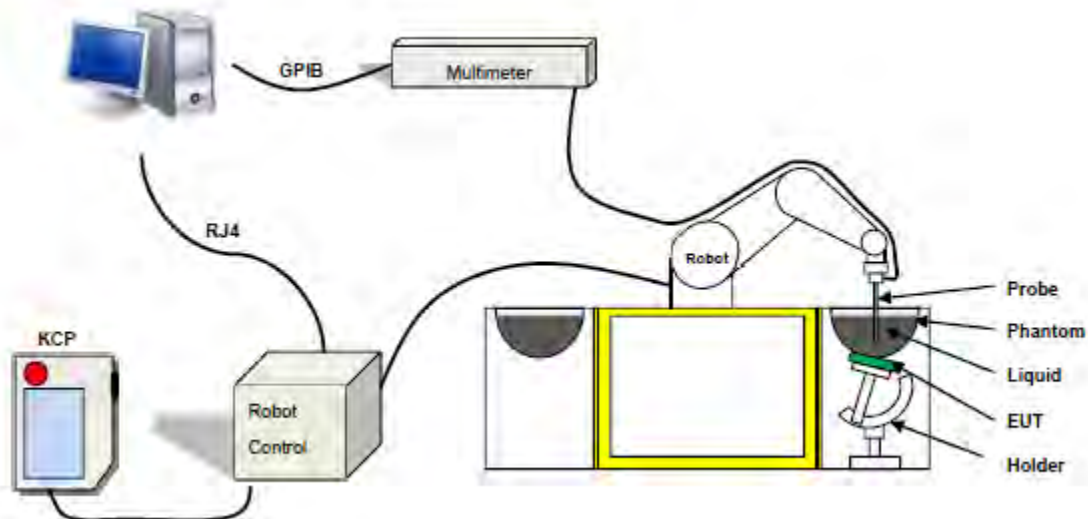 GPIB
Multimeter
RJ4
Robot
Probe
Phantom
KCP
Liquid
Robot
Control
EUT
Holder